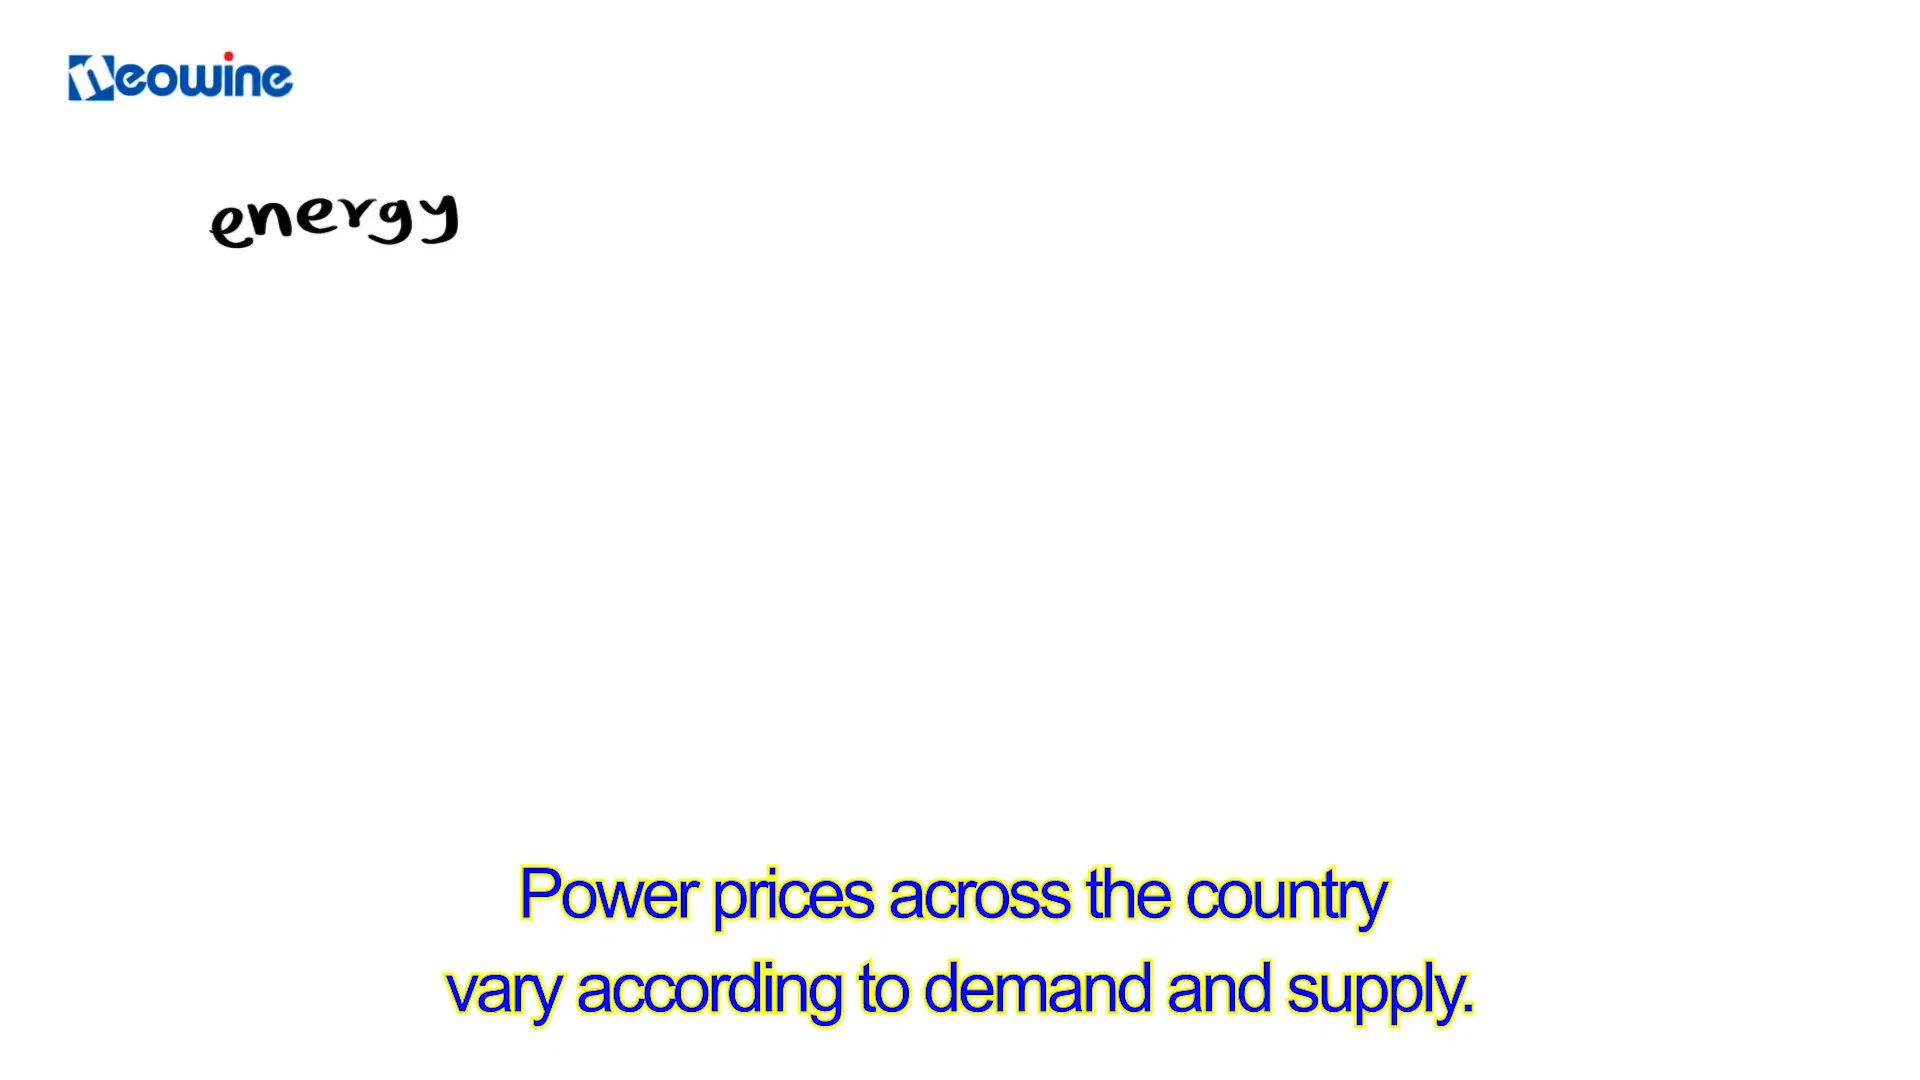 neowine
energy
Power prices across the country
vary according to demand and supply.